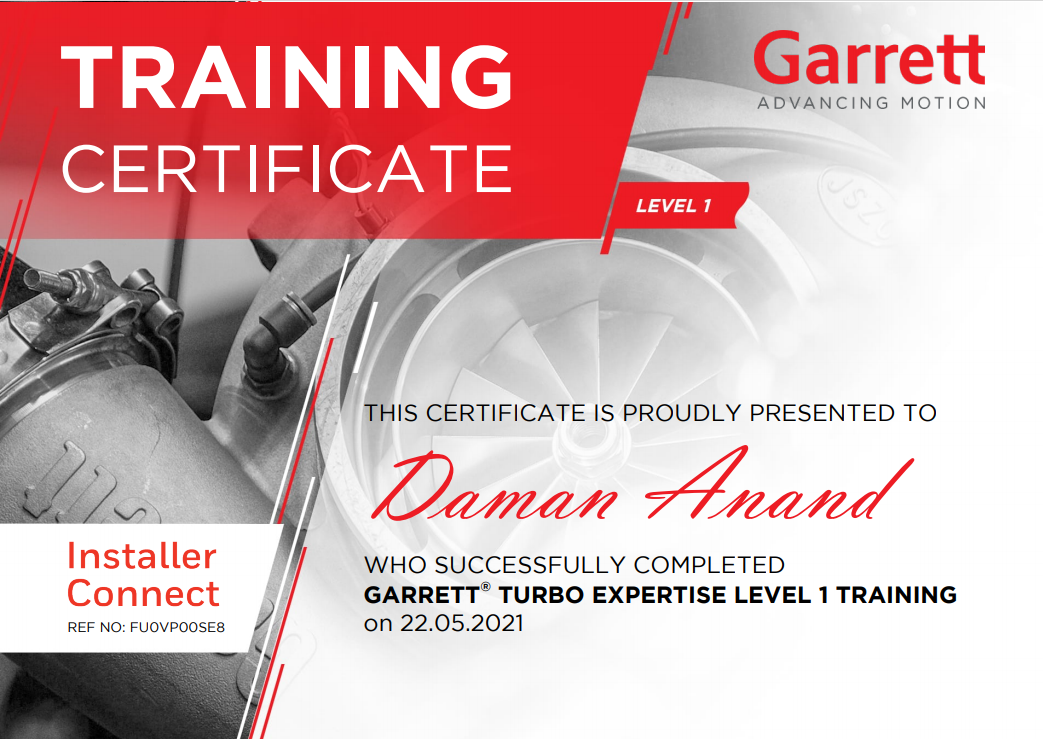 TRAINING
CERTIFICATE
Garrett
ADVANCING MOTION
LEVEL 1
JSZ
THIS CERTIFICATE IS PROUDLY PRESENTED TO
Daman Anand
WHO SUCCESSFULLY COMPLETED
GARRETT® TURBO EXPERTISE LEVEL 1 TRAINING
on 22.05.2021
Installer
Connect
REF NO: FU0VP00SE8